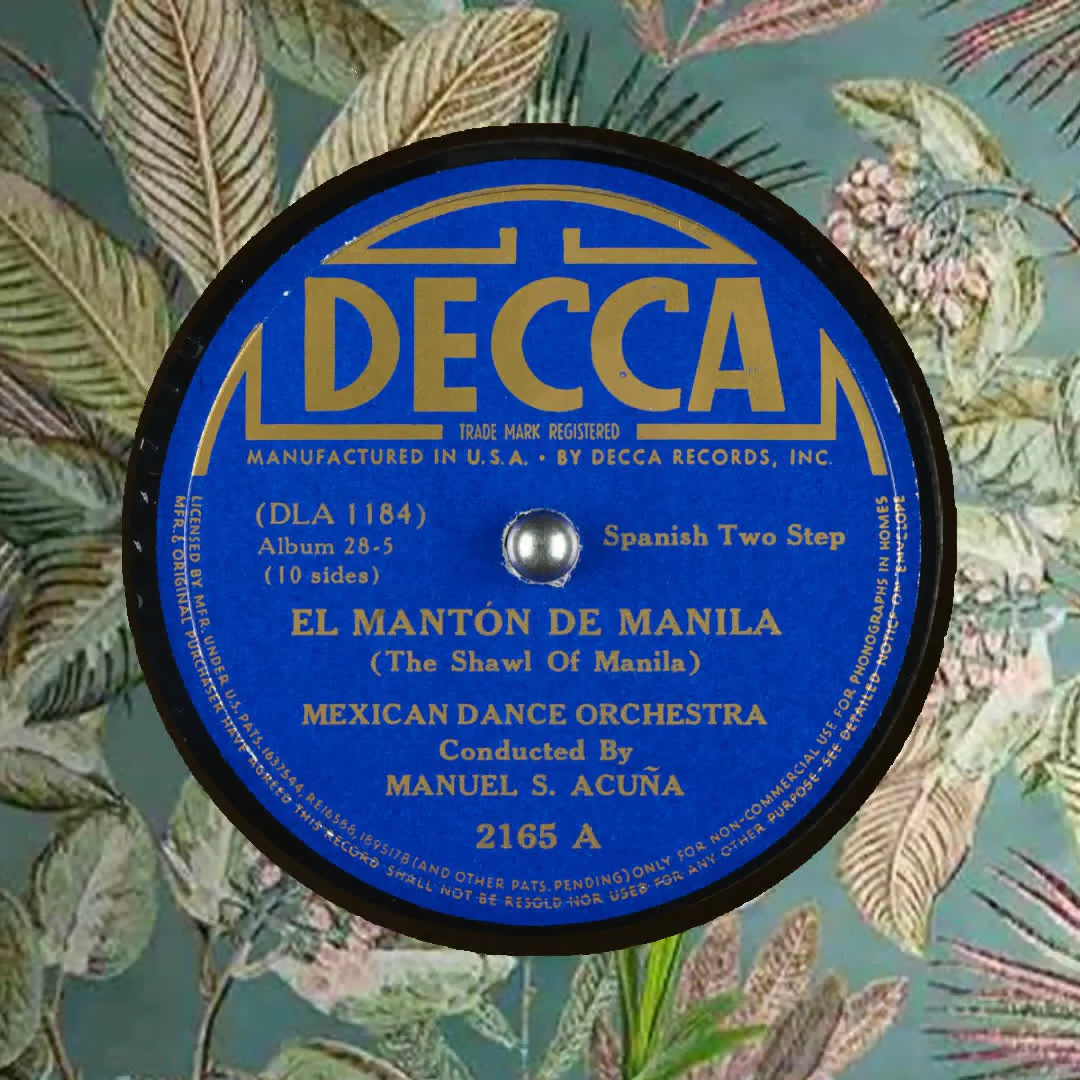 DECCA
TRADE MARK REGISTERED
MANUFACTURED IN U.S.A. • BY DECCA RECORDS, INC.
(DLA 1184)
Album 28-5
(10 sides)
Spanish Two Step
EL MANTÓN DE MANILA
(The Shawl Of Manila)
MEXICAN DANCE ORCHESTRA
Conducted By
MANUEL S. ACUÑA
2165 A
LICENSED BY MFR. UNDER U.S. PATS. 1637544, RE16588, 1895178 (AND OTHER PATS. PENDING) ONLY FOR NON-COMMERCIAL USE FOR PHONOGRAPHS IN HOMES
MFR. & ORIGINAL PURCHASER HAVE AGREED THIS RECORD SHALL NOT BE RESOLD NOR USED FOR ANY OTHER PURPOSE-SEE DETAILED NOTICE ON ENVELOPE